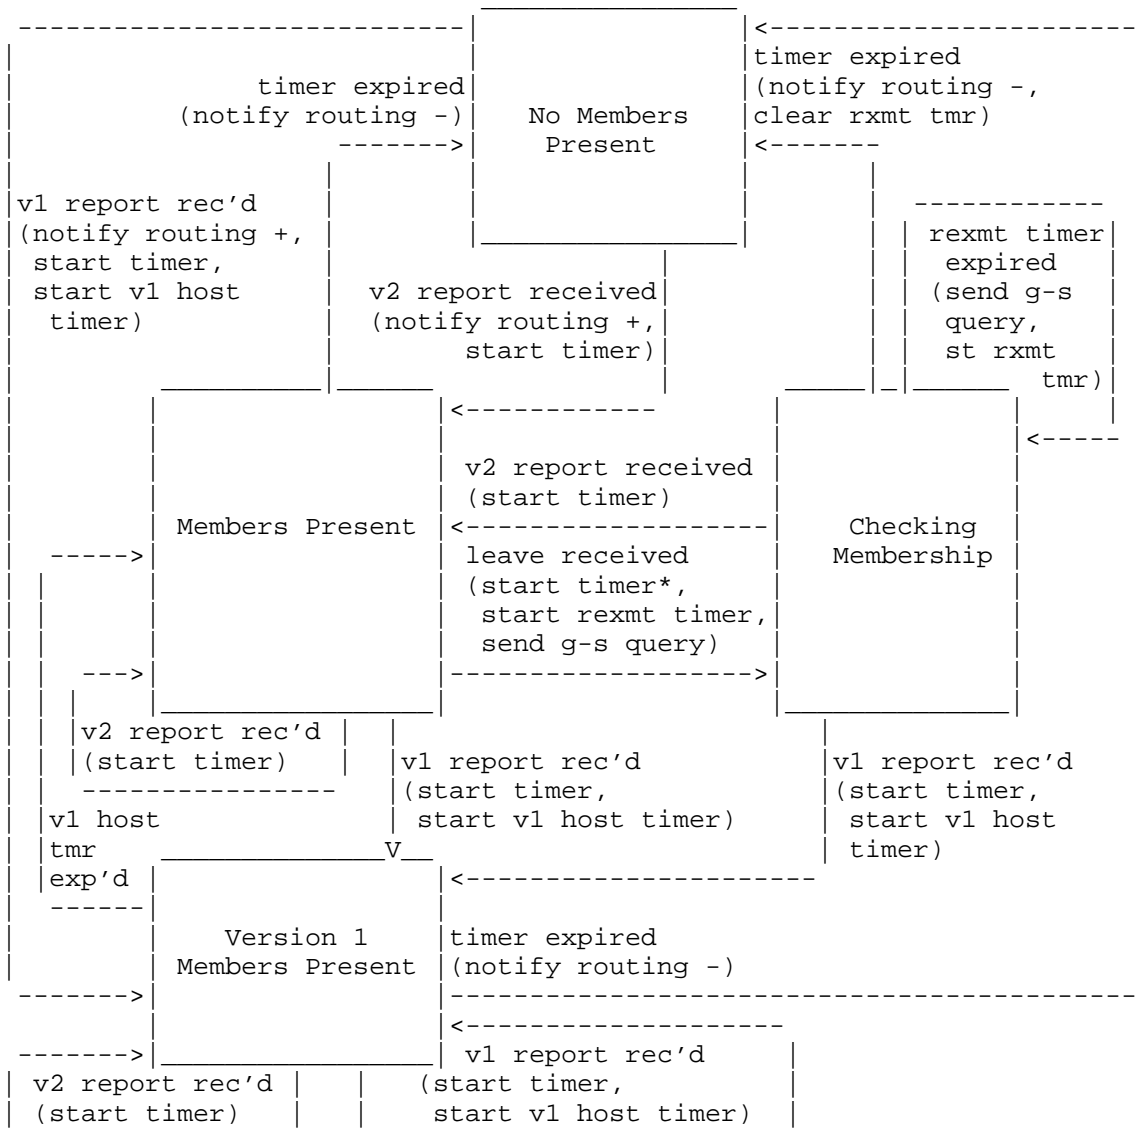 timer expired
timer expired
(notify routing -,
(notify routing -)
No Members
clear rxmt tmr)
Present
v1 report rec'd
(notify routing +,
rexmt timer
start timer,
expired
start v1 host
v2 report received
(send g-s
timer)
(notify routing +,
query,
start timer)
st rxmt
tmr)
v2 report received
(start timer)
Members Present
Checking
leave received
Membership
(start timer*,
start rexmt timer,
send g-s query)
v2 report rec'd
(start timer)
v1 report rec'd
v1 report rec'd
(start timer,
(start timer,
v1 host
start v1 host timer)
start v1 host
tmr
V
timer)
exp'd
Version 1
timer expired
Members Present
(notify routing -)
v1 report rec'd
v2 report rec'd
(start timer,
(start timer)
start v1 host timer)